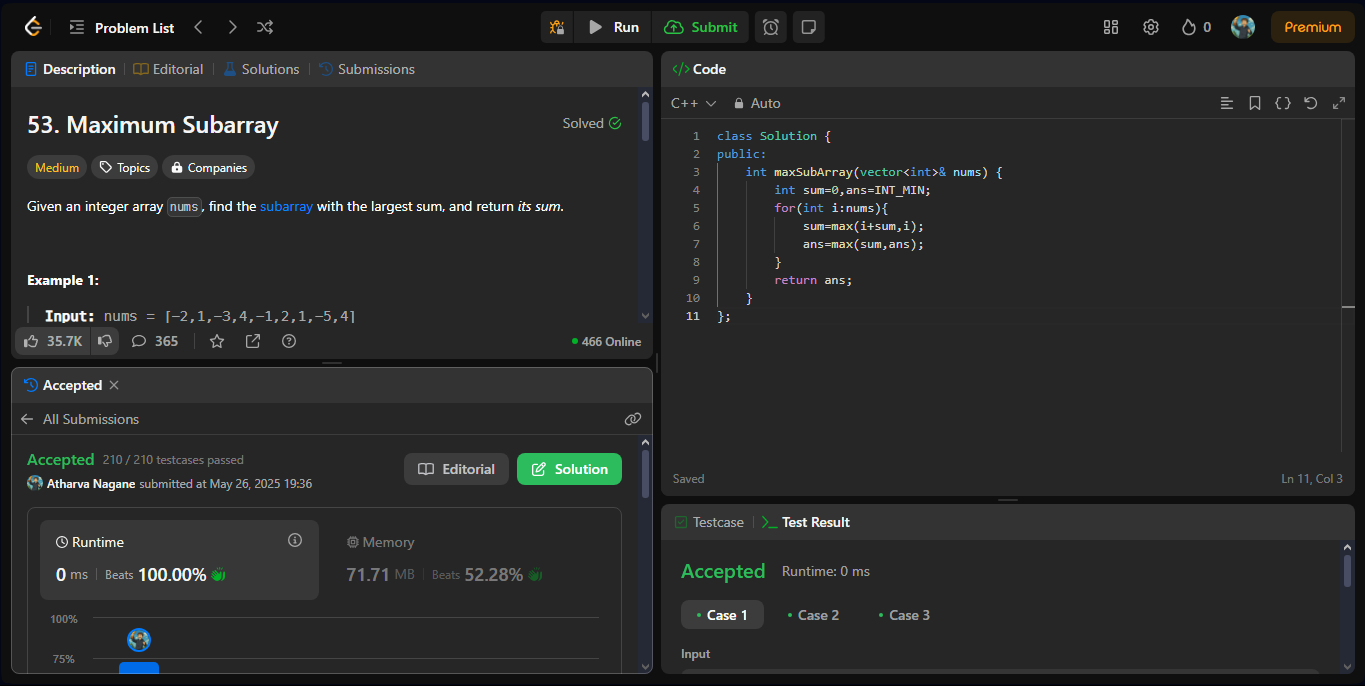 Problem List
Run
Submit
0
Premium
Description
Editorial
Solutions
Submissions
53. Maximum Subarray
Solved
Medium
Topics
Companies
Given an integer array nums, find the subarray with the largest sum, and return its sum.
Example 1:
Input: nums = [-2,1,-3,4,-1,2,1,-5,4]
35.7K
365
466 Online
Accepted
All Submissions
Accepted 210 / 210 testcases passed
Atharva Nagane submitted at May 26, 2025 19:36
Editorial
Solution
Runtime
0 ms Beats 100.00%
Memory
71.71 MB Beats 52.28%
100%
75%
</> Code
C++
Auto
1 class Solution {
2 public:
3 int maxSubArray(vector<int>& nums) {
4 int sum=0,ans=INT_MIN;
5 for(int i:nums){
6 sum=max(i+sum,i);
7 ans=max(sum,ans);
8 }
9 return ans;
10 }
11 };
Saved
Ln 11, Col 3
Testcase
Test Result
Accepted Runtime: 0 ms
Case 1
Case 2
Case 3
Input